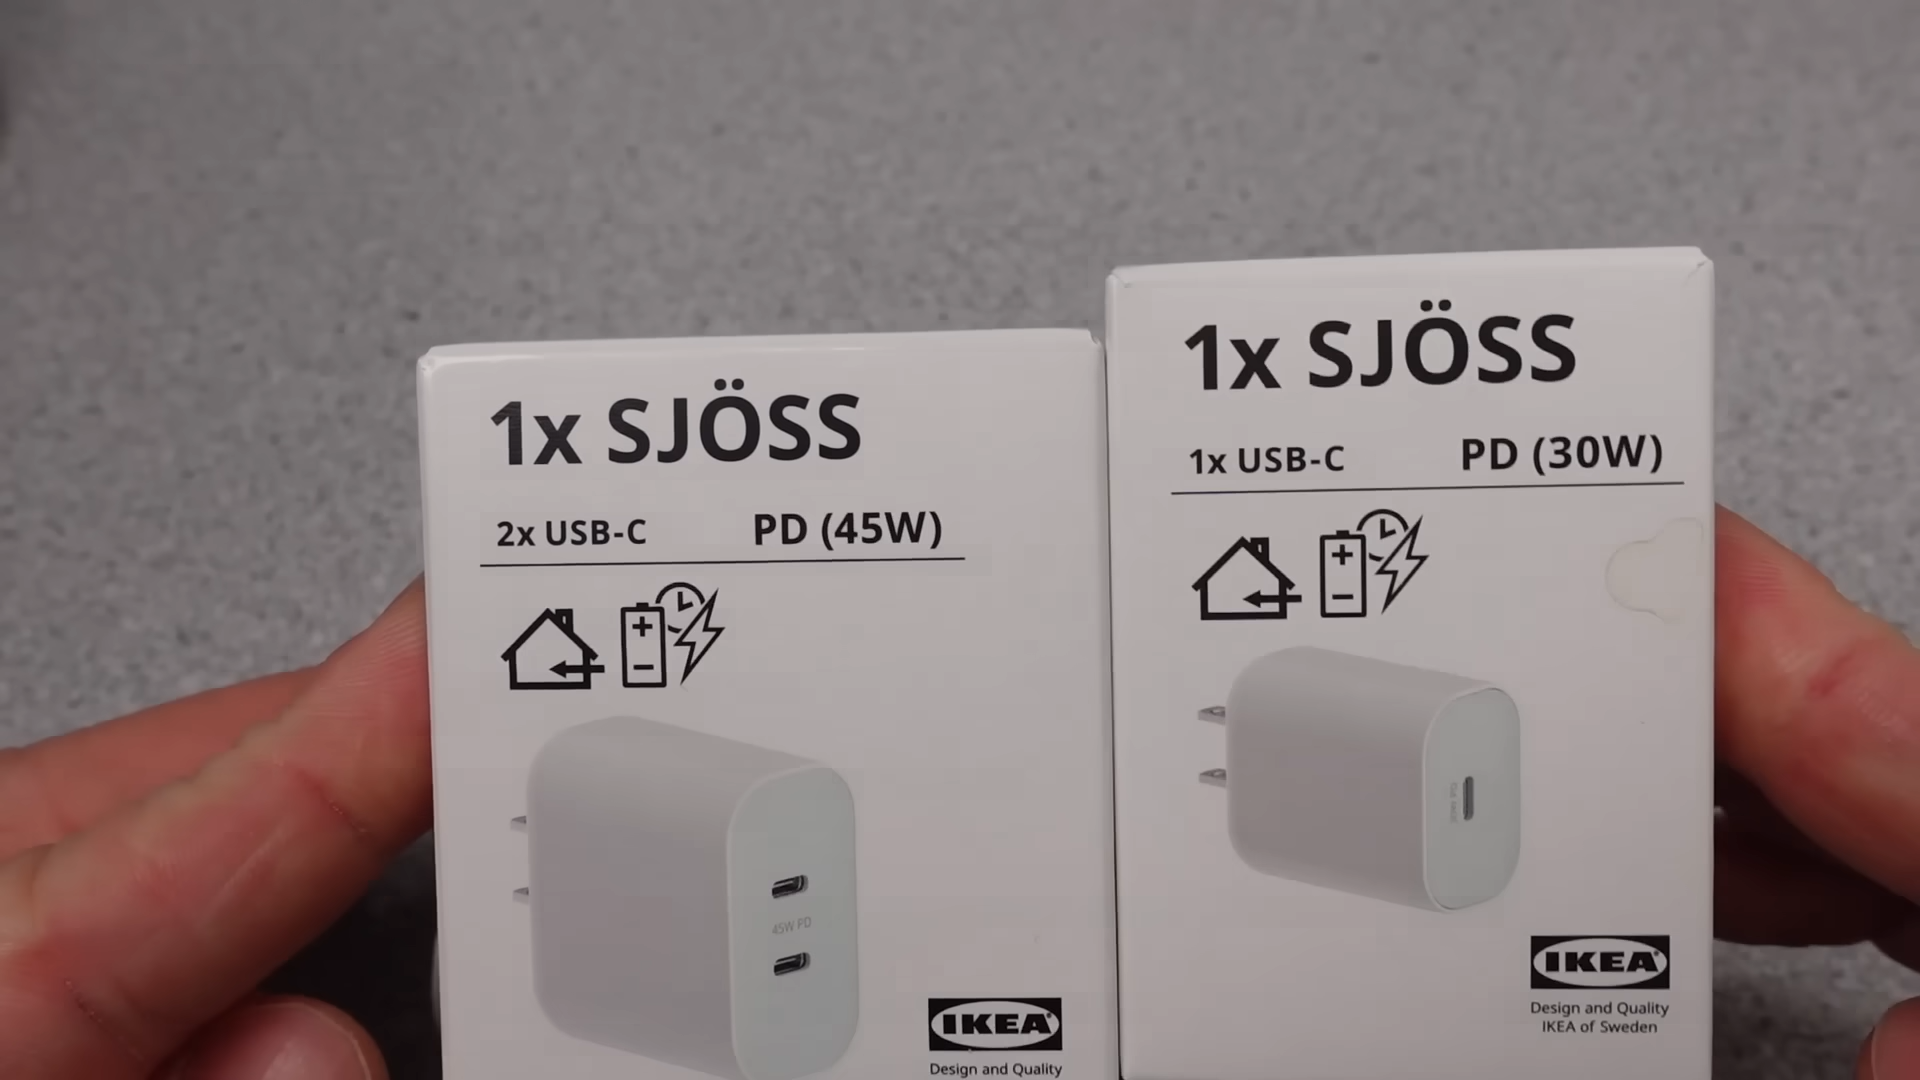 1x SJÖSS
2x USB-C PD (45W)
45W PD
IKEA
Design and Quality
1x SJÖSS
1x USB-C PD (30W)
IKEA
Design and Quality
IKEA of Sweden